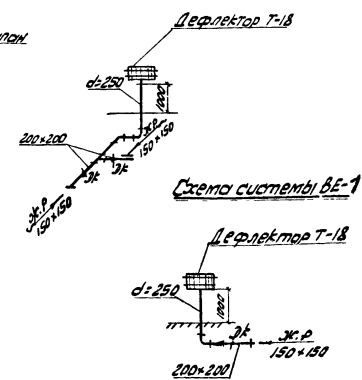 Дефлектор Т-18
d=250
1000
200×200
Ж.Р
150×150
ЭК
ЭК
Ж.Р
150×150
Схема системы ВЕ-1
Дефлектор Т-18
d=250
1000
ЭК
Ж.Р
150×150
200×200